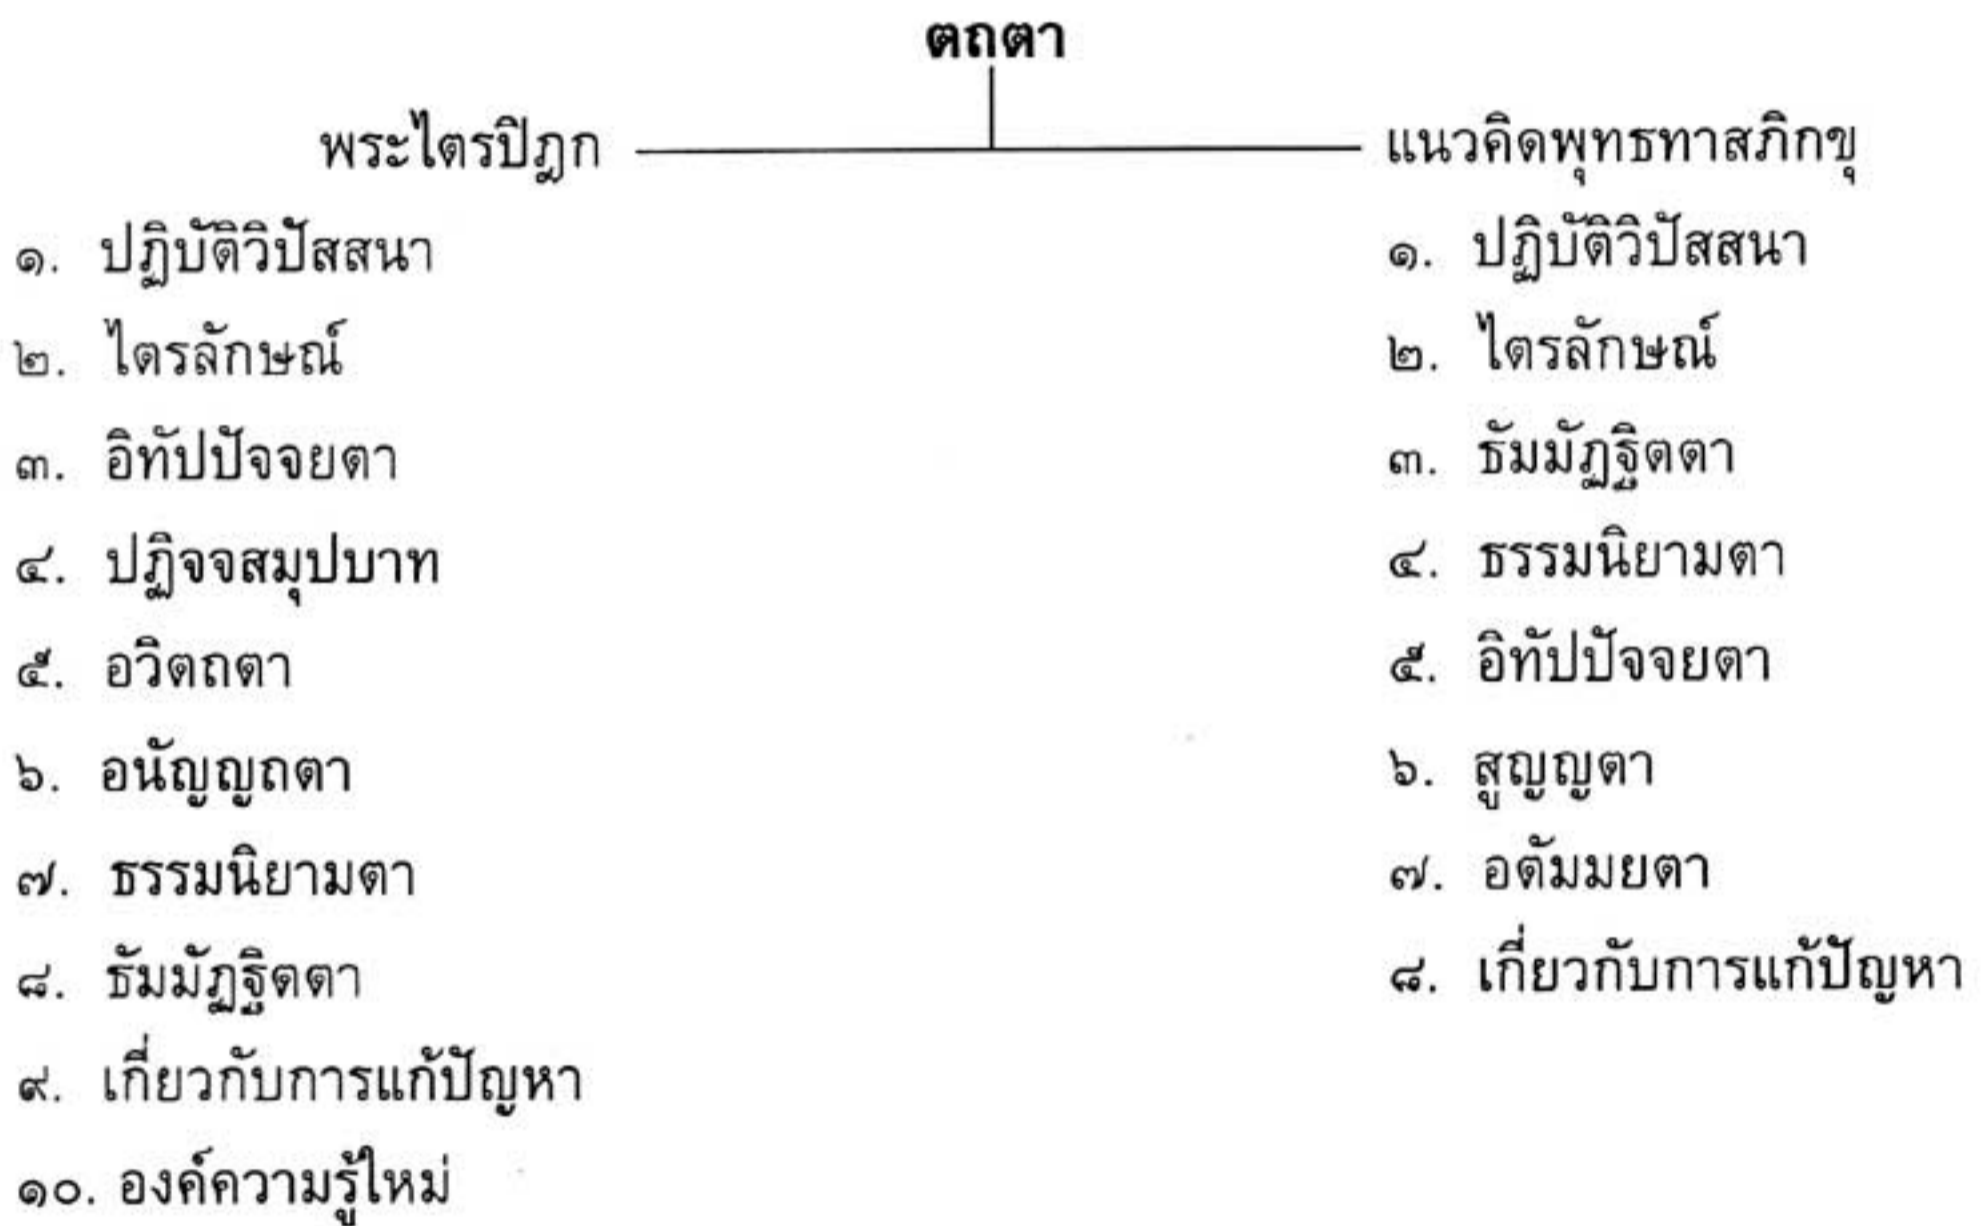 ตถตา
พระไตรปิฎก
๑. ปฏิบัติวิปัสสนา
๒. ไตรลักษณ์
๓. อิทัปปัจจยตา
๔. ปฏิจจสมุปบาท
๕. อวิตถตา
๖. อนัญญถตา
๗. ธรรมนิยามตา
๘. ธัมมัฏฐิตตา
๙. เกี่ยวกับการแก้ปัญหา
๑๐. องค์ความรู้ใหม่
แนวคิดพุทธทาสภิกขุ
๑. ปฏิบัติวิปัสสนา
๒. ไตรลักษณ์
๓. ธัมมัฏฐิตตา
๔. ธรรมนิยามตา
๕. อิทัปปัจจยตา
๖. สูญญตา
๗. อตัมมยตา
๘. เกี่ยวกับการแก้ปัญหา